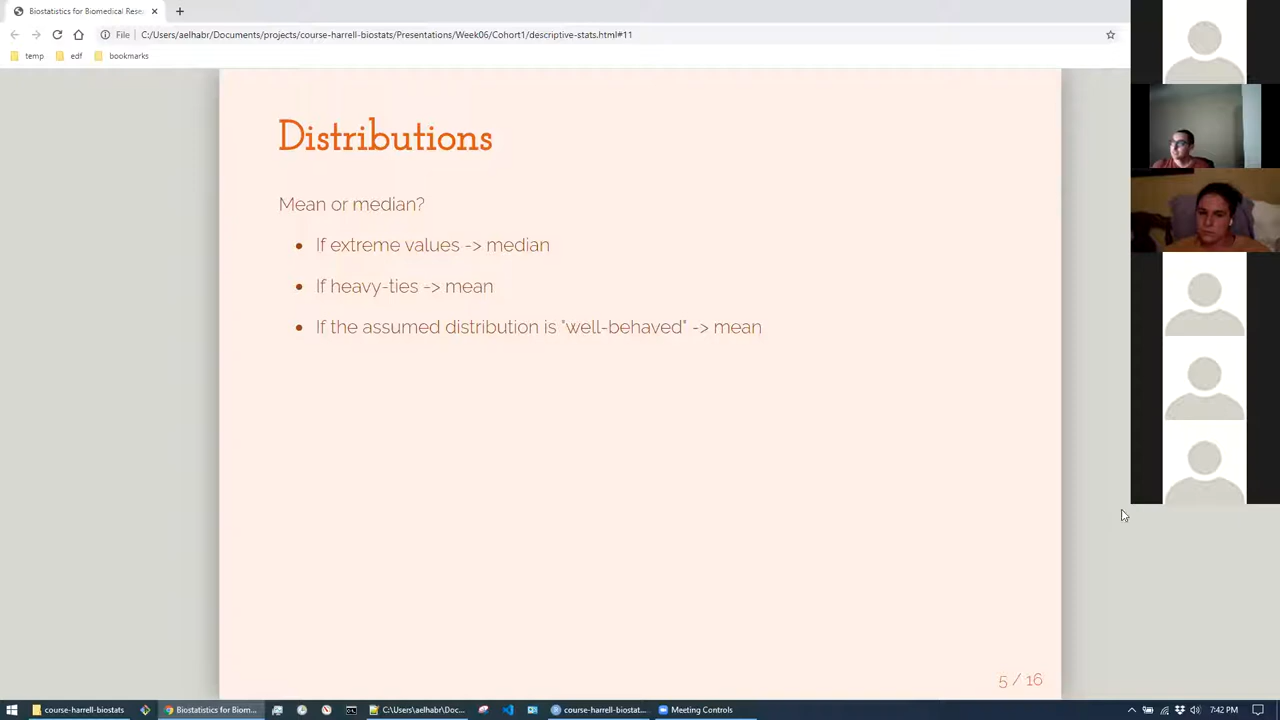 Biostatistics for Biomedical Rese
File
C:/Users/aelhabr/Documents/projects/course-harrell-biostats/Presentations/Week06/Cohort1/descriptive-stats.html#11
temp
edf
bookmarks
Distributions
Mean or median?
If extreme values -> median
If heavy-ties -> mean
If the assumed distribution is "well-behaved" -> mean
5 / 16
course-harrell-biostats
Biostatistics for Biom...
C:\Users\aelhabr\Doc...
course-harrell-biostat...
Meeting Controls
7:42 PM